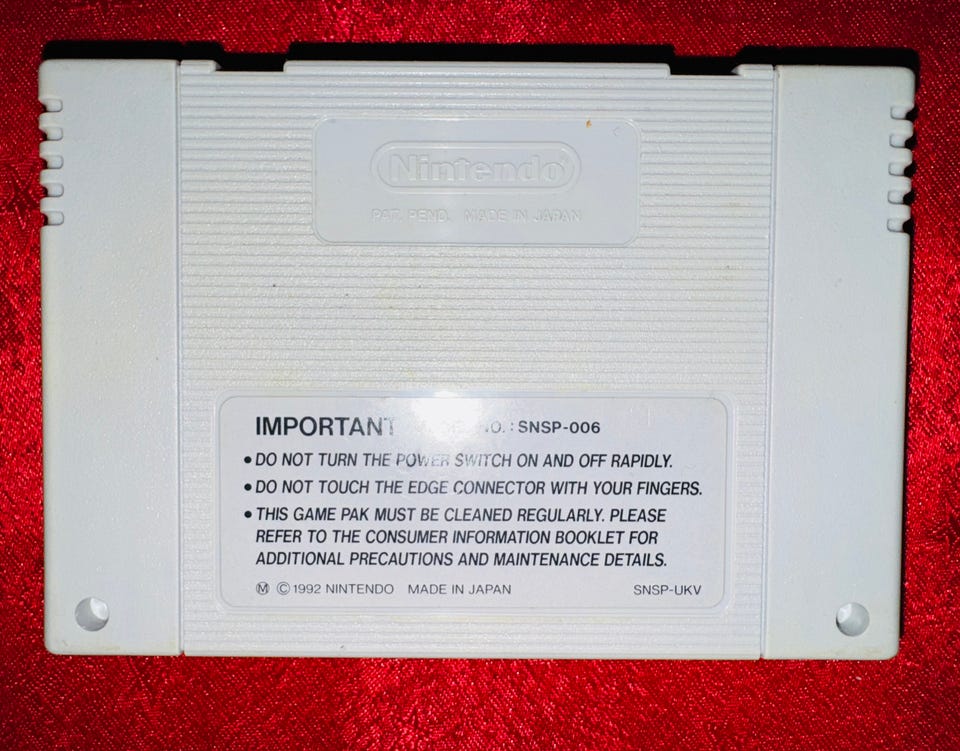 Nintendo®
PAT. PEND. MADE IN JAPAN
IMPORTANT MODEL NO.: SNSP-006
• DO NOT TURN THE POWER SWITCH ON AND OFF RAPIDLY.
• DO NOT TOUCH THE EDGE CONNECTOR WITH YOUR FINGERS.
• THIS GAME PAK MUST BE CLEANED REGULARLY. PLEASE
REFER TO THE CONSUMER INFORMATION BOOKLET FOR
ADDITIONAL PRECAUTIONS AND MAINTENANCE DETAILS.
Ⓜ © 1992 NINTENDO MADE IN JAPAN SNSP-UKV